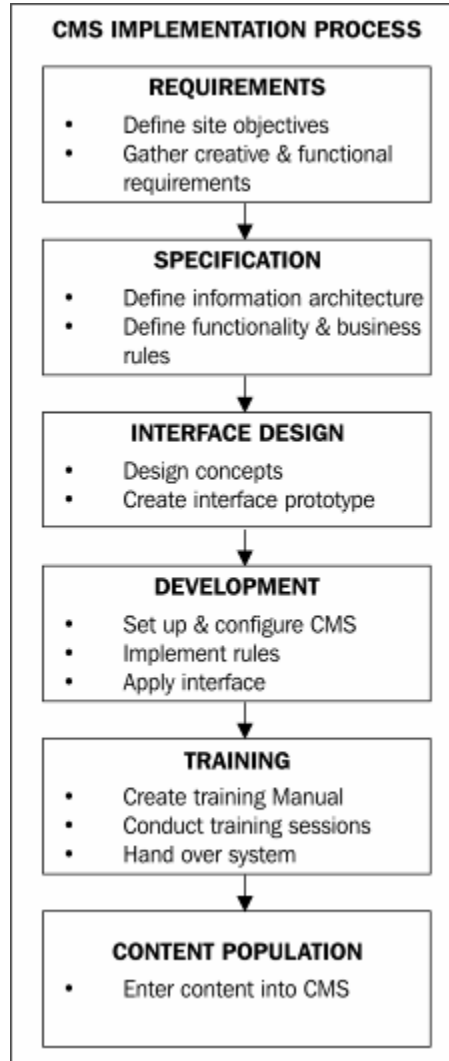 CMS IMPLEMENTATION PROCESS
REQUIREMENTS
• Define site objectives
• Gather creative & functional
requirements
SPECIFICATION
• Define information architecture
• Define functionality & business
rules
INTERFACE DESIGN
• Design concepts
• Create interface prototype
DEVELOPMENT
• Set up & configure CMS
• Implement rules
• Apply interface
TRAINING
• Create training Manual
• Conduct training sessions
• Hand over system
CONTENT POPULATION
• Enter content into CMS